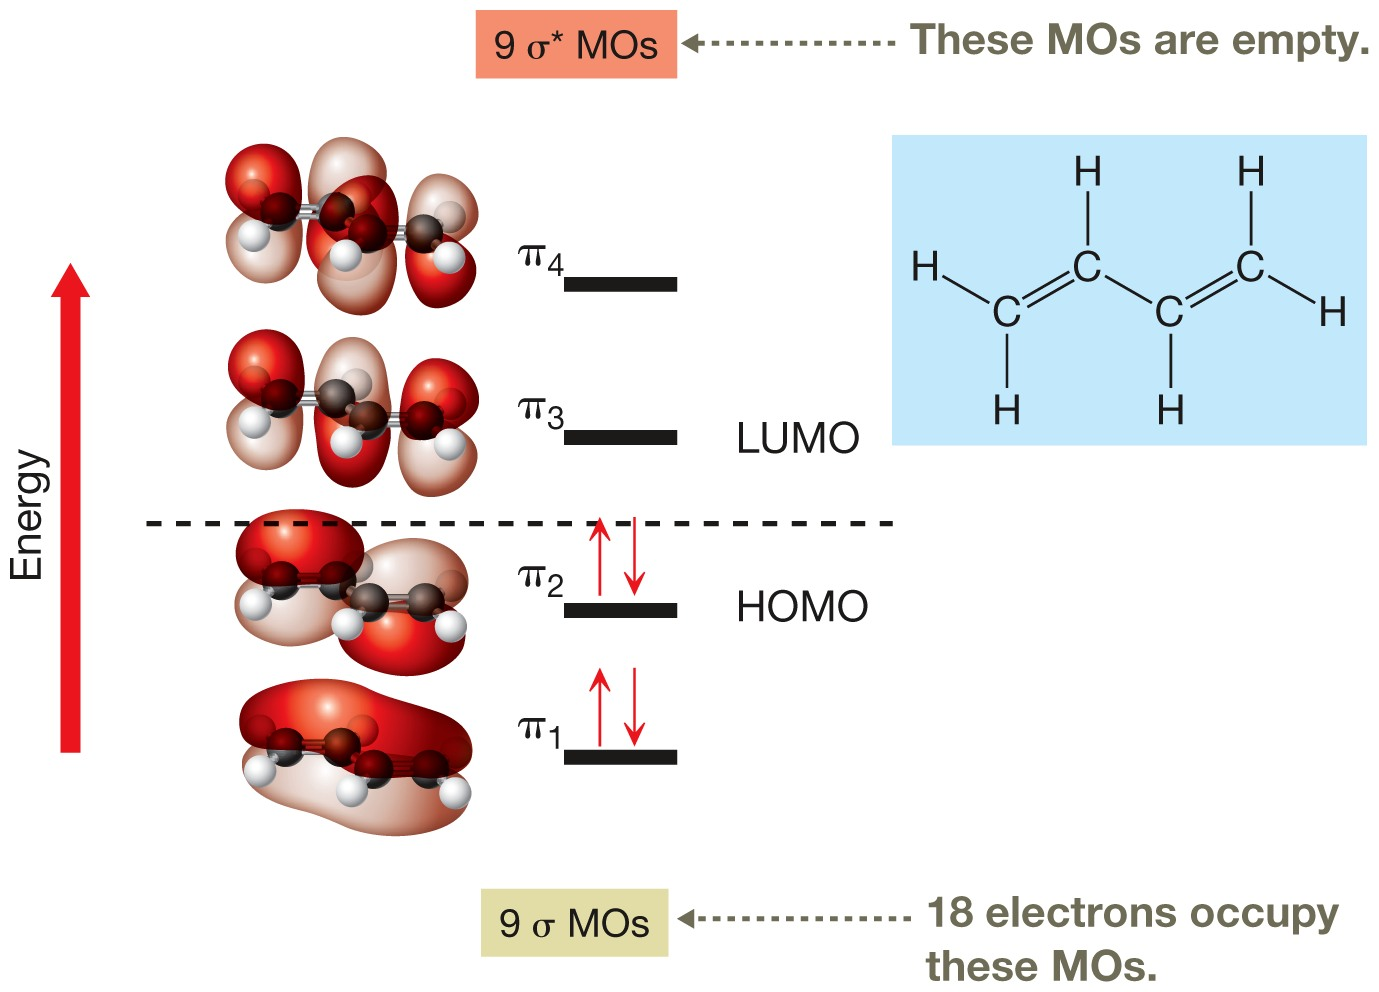 9 σ* MOs
These MOs are empty.
π4
π3
LUMO
π2
HOMO
π1
Energy
H
H
H
C
C
H
C
C
H
H
H
9 σ MOs
18 electrons occupy
these MOs.